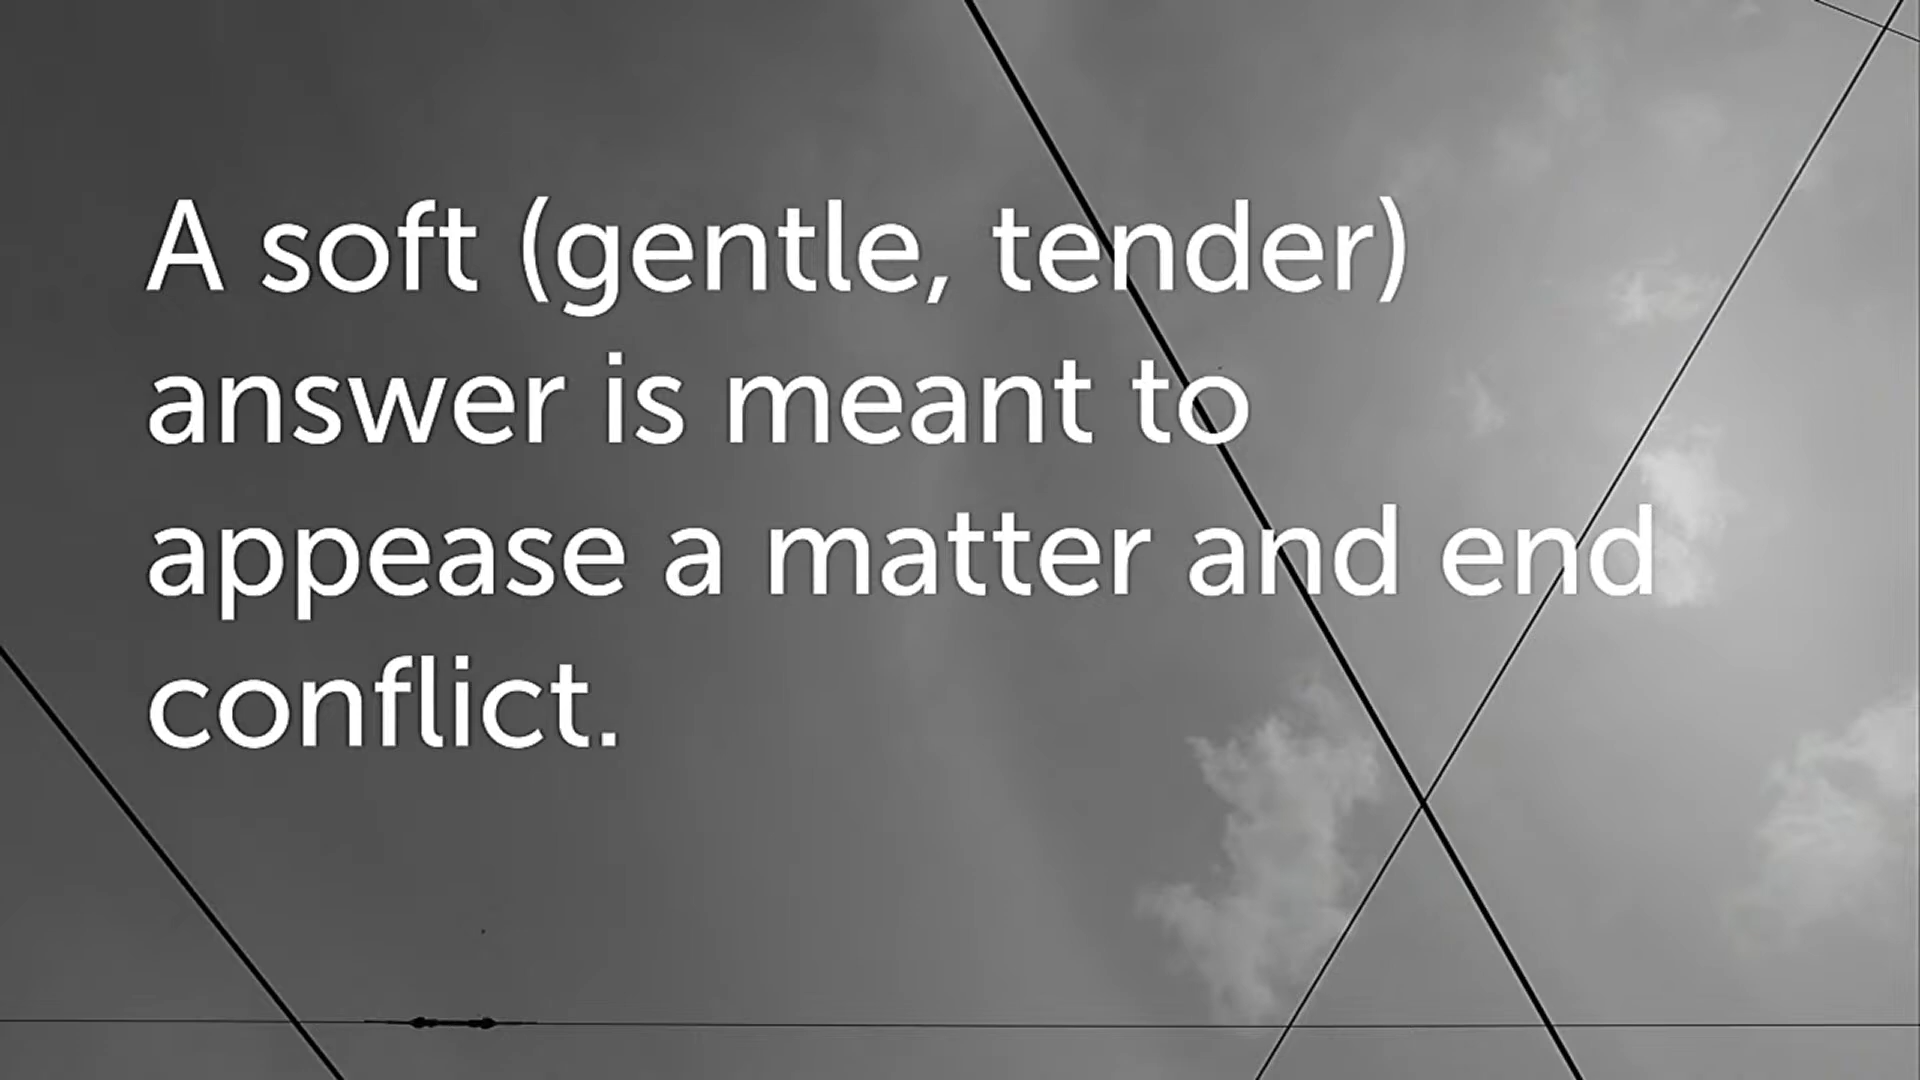 A soft (gentle, tender)
answer is meant to
appease a matter and end
conflict.